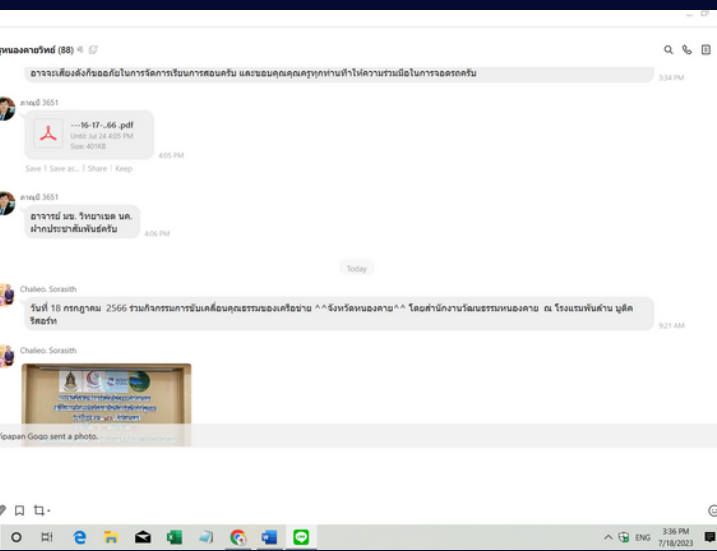 รูหนองคายวิทย์ (88)
อาจจะเสียงดังก็ขออภัยในการจัดการเรียนการสอนครับ และขอบคุณคุณครูทุกท่านที่ให้ความร่วมมือในการจอดรถครับ
3:34 PM
ภาณุปี 3651
---16-17-..66 .pdf
Until: Jul 24 4:05 PM
Size: 401KB
4:05 PM
Save | Save as... | Share | Keep
ภาณุปี 3651
อาจารย์ มข. วิทยาเขต นค.
ฝากประชาสัมพันธ์ครับ
4:06 PM
Today
Chalieo. Sorasith
วันที่ 18 กรกฎาคม 2566 ร่วมกิจกรรมการขับเคลื่อนคุณธรรมของเครือข่าย ^^จังหวัดหนองคาย^^ โดยสำนักงานวัฒนธรรมหนองคาย ณ โรงแรมพันล้าน บูติค
รีสอร์ท
9:21 AM
Chalieo. Sorasith
ipapan Gogo sent a photo.
ENG
3:36 PM
7/18/2023